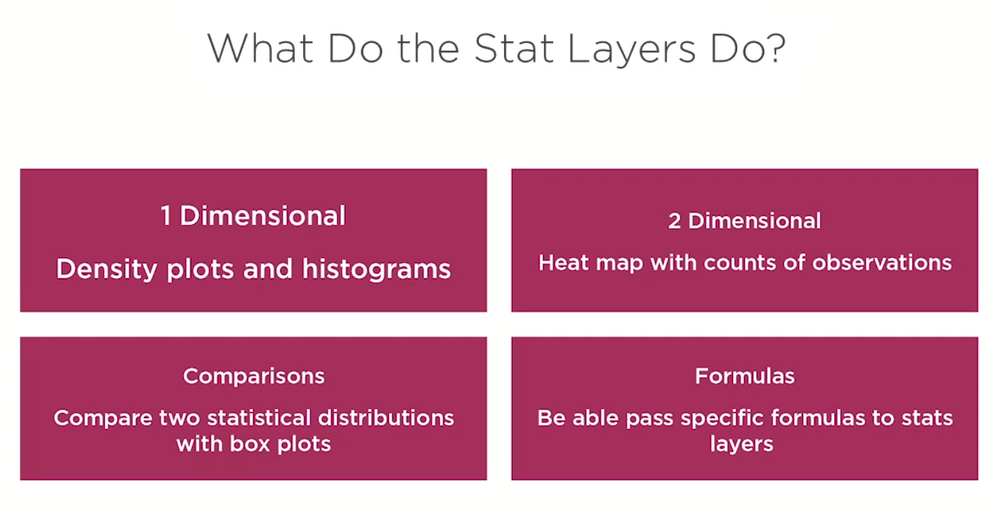 What Do the Stat Layers Do?
1 Dimensional
Density plots and histograms
2 Dimensional
Heat map with counts of observations
Comparisons
Compare two statistical distributions
with box plots
Formulas
Be able pass specific formulas to stats
layers